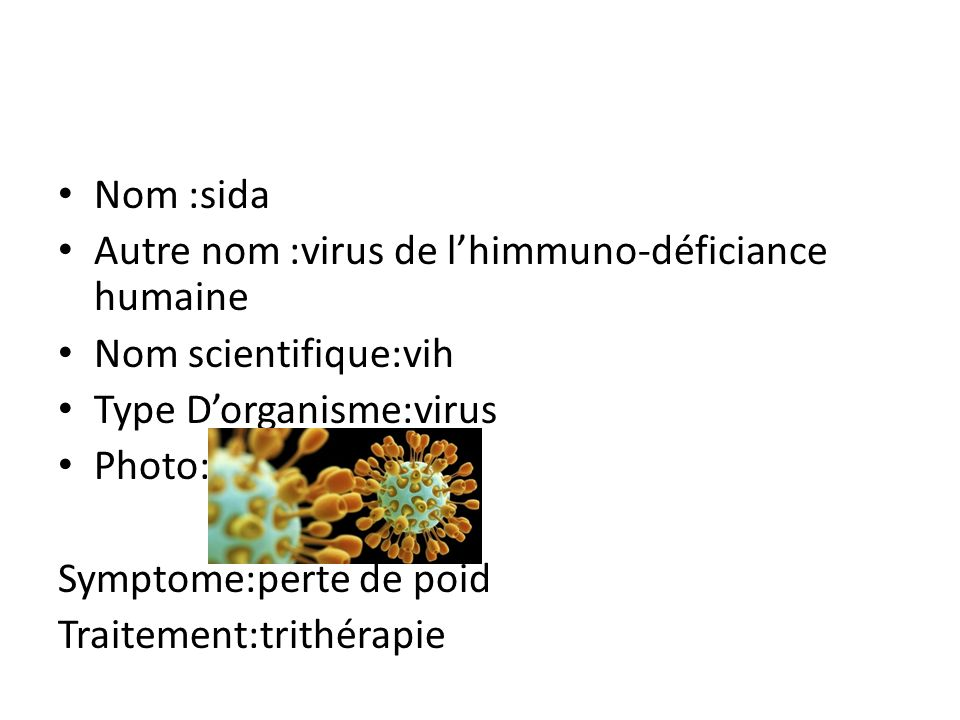 • Nom :sida
• Autre nom :virus de l’himmuno-déficiance
humaine
• Nom scientifique:vih
• Type D’organisme:virus
• Photo:
Symptome:perte de poid
Traitement:trithérapie